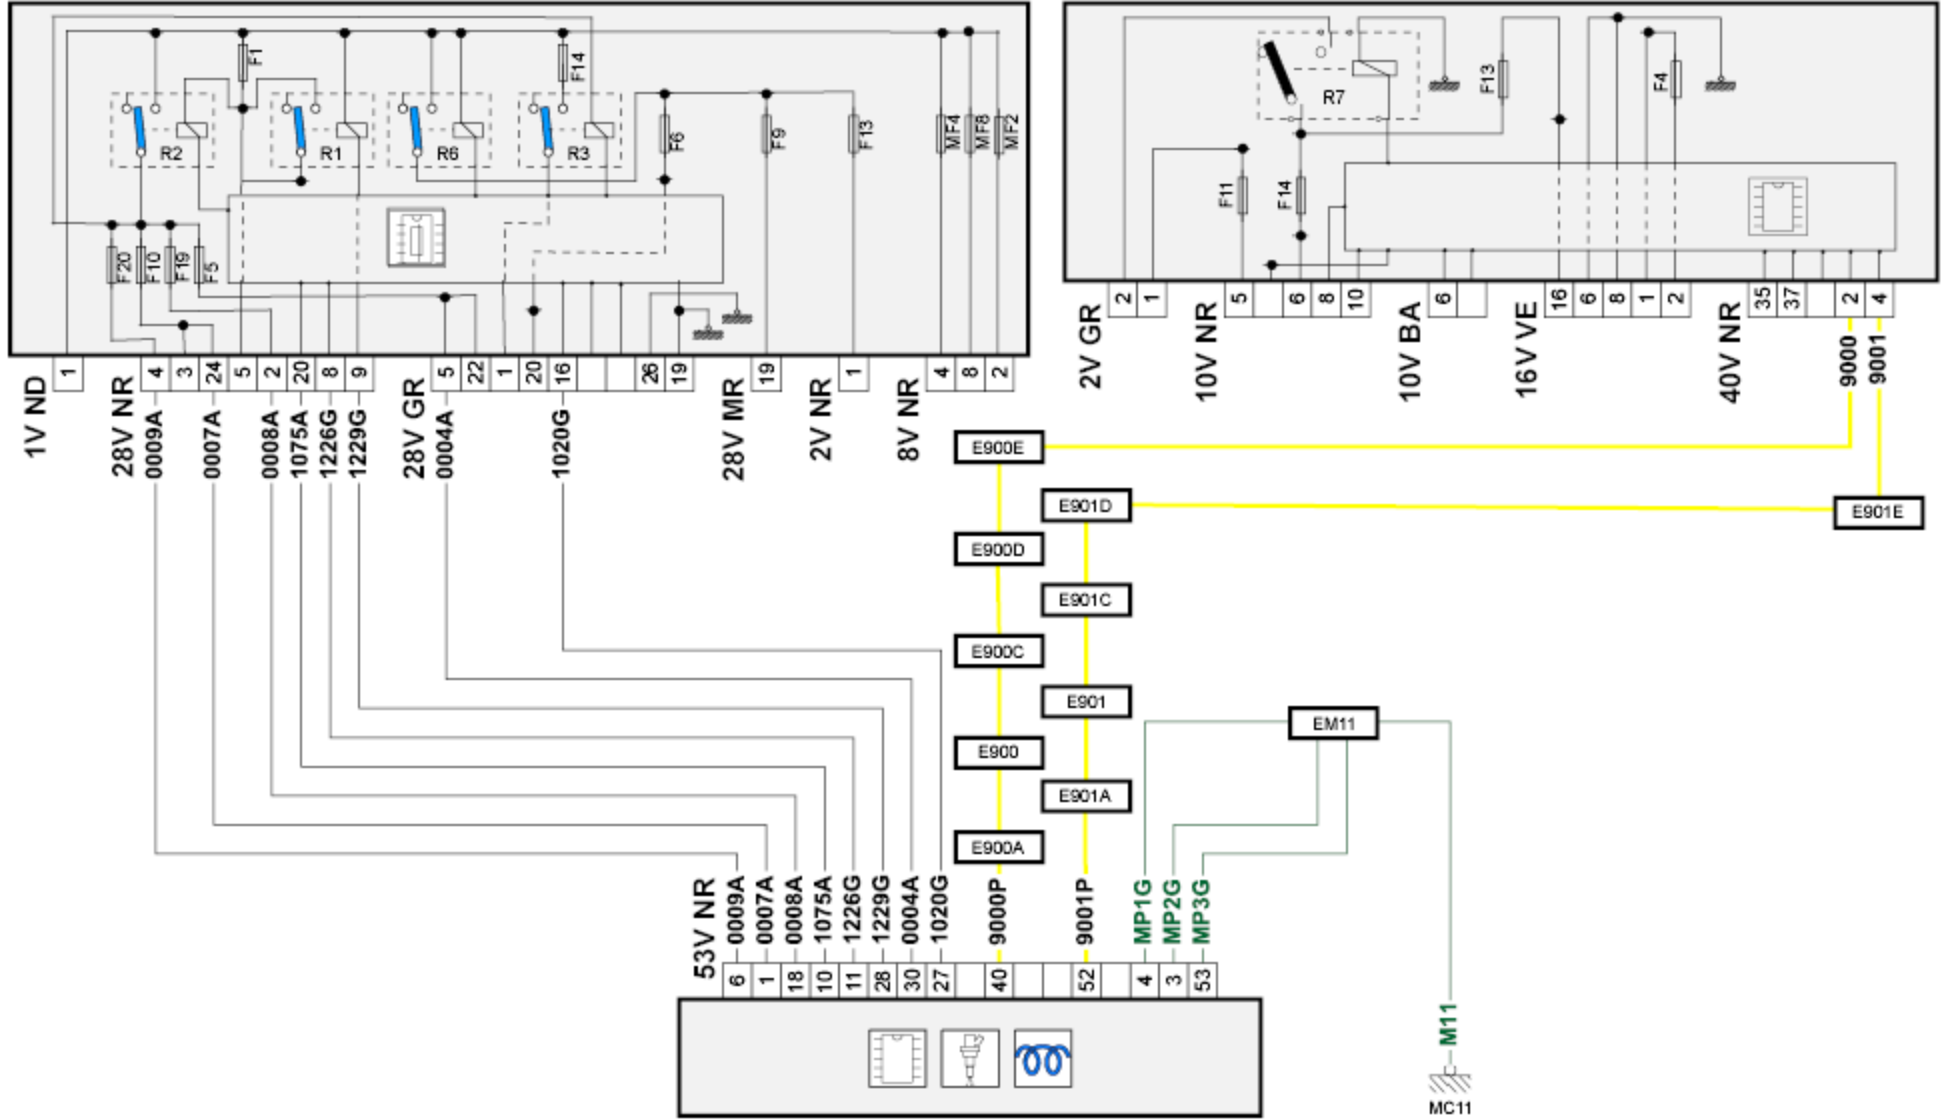 F1
F14
R2
R1
R6
R3
F6
F9
F13
MF4
MF8
MF2
F20
F10
F19
F5
R7
F13
F4
F11
F14
1V ND
1
28V NR
4
3
24
5
2
20
8
9
28V GR
5
22
1
20
16
26
19
28V MR
19
2V NR
1
8V NR
4
8
2
2V GR
2
1
10V NR
5
6
8
10
10V BA
6
16V VE
16
6
8
1
2
40V NR
35
37
2
4
9000
9001
0009A
0007A
0008A
1075A
1226G
1229G
0004A
1020G
E900E
E901D
E901E
E900D
E901C
E900C
E901
EM11
E900
E901A
E900A
53V NR
0009A
0007A
0008A
1075A
1226G
1229G
0004A
1020G
9000P
9001P
MP1G
MP2G
MP3G
6
1
18
10
11
28
30
27
40
52
4
3
53
M11
MC11